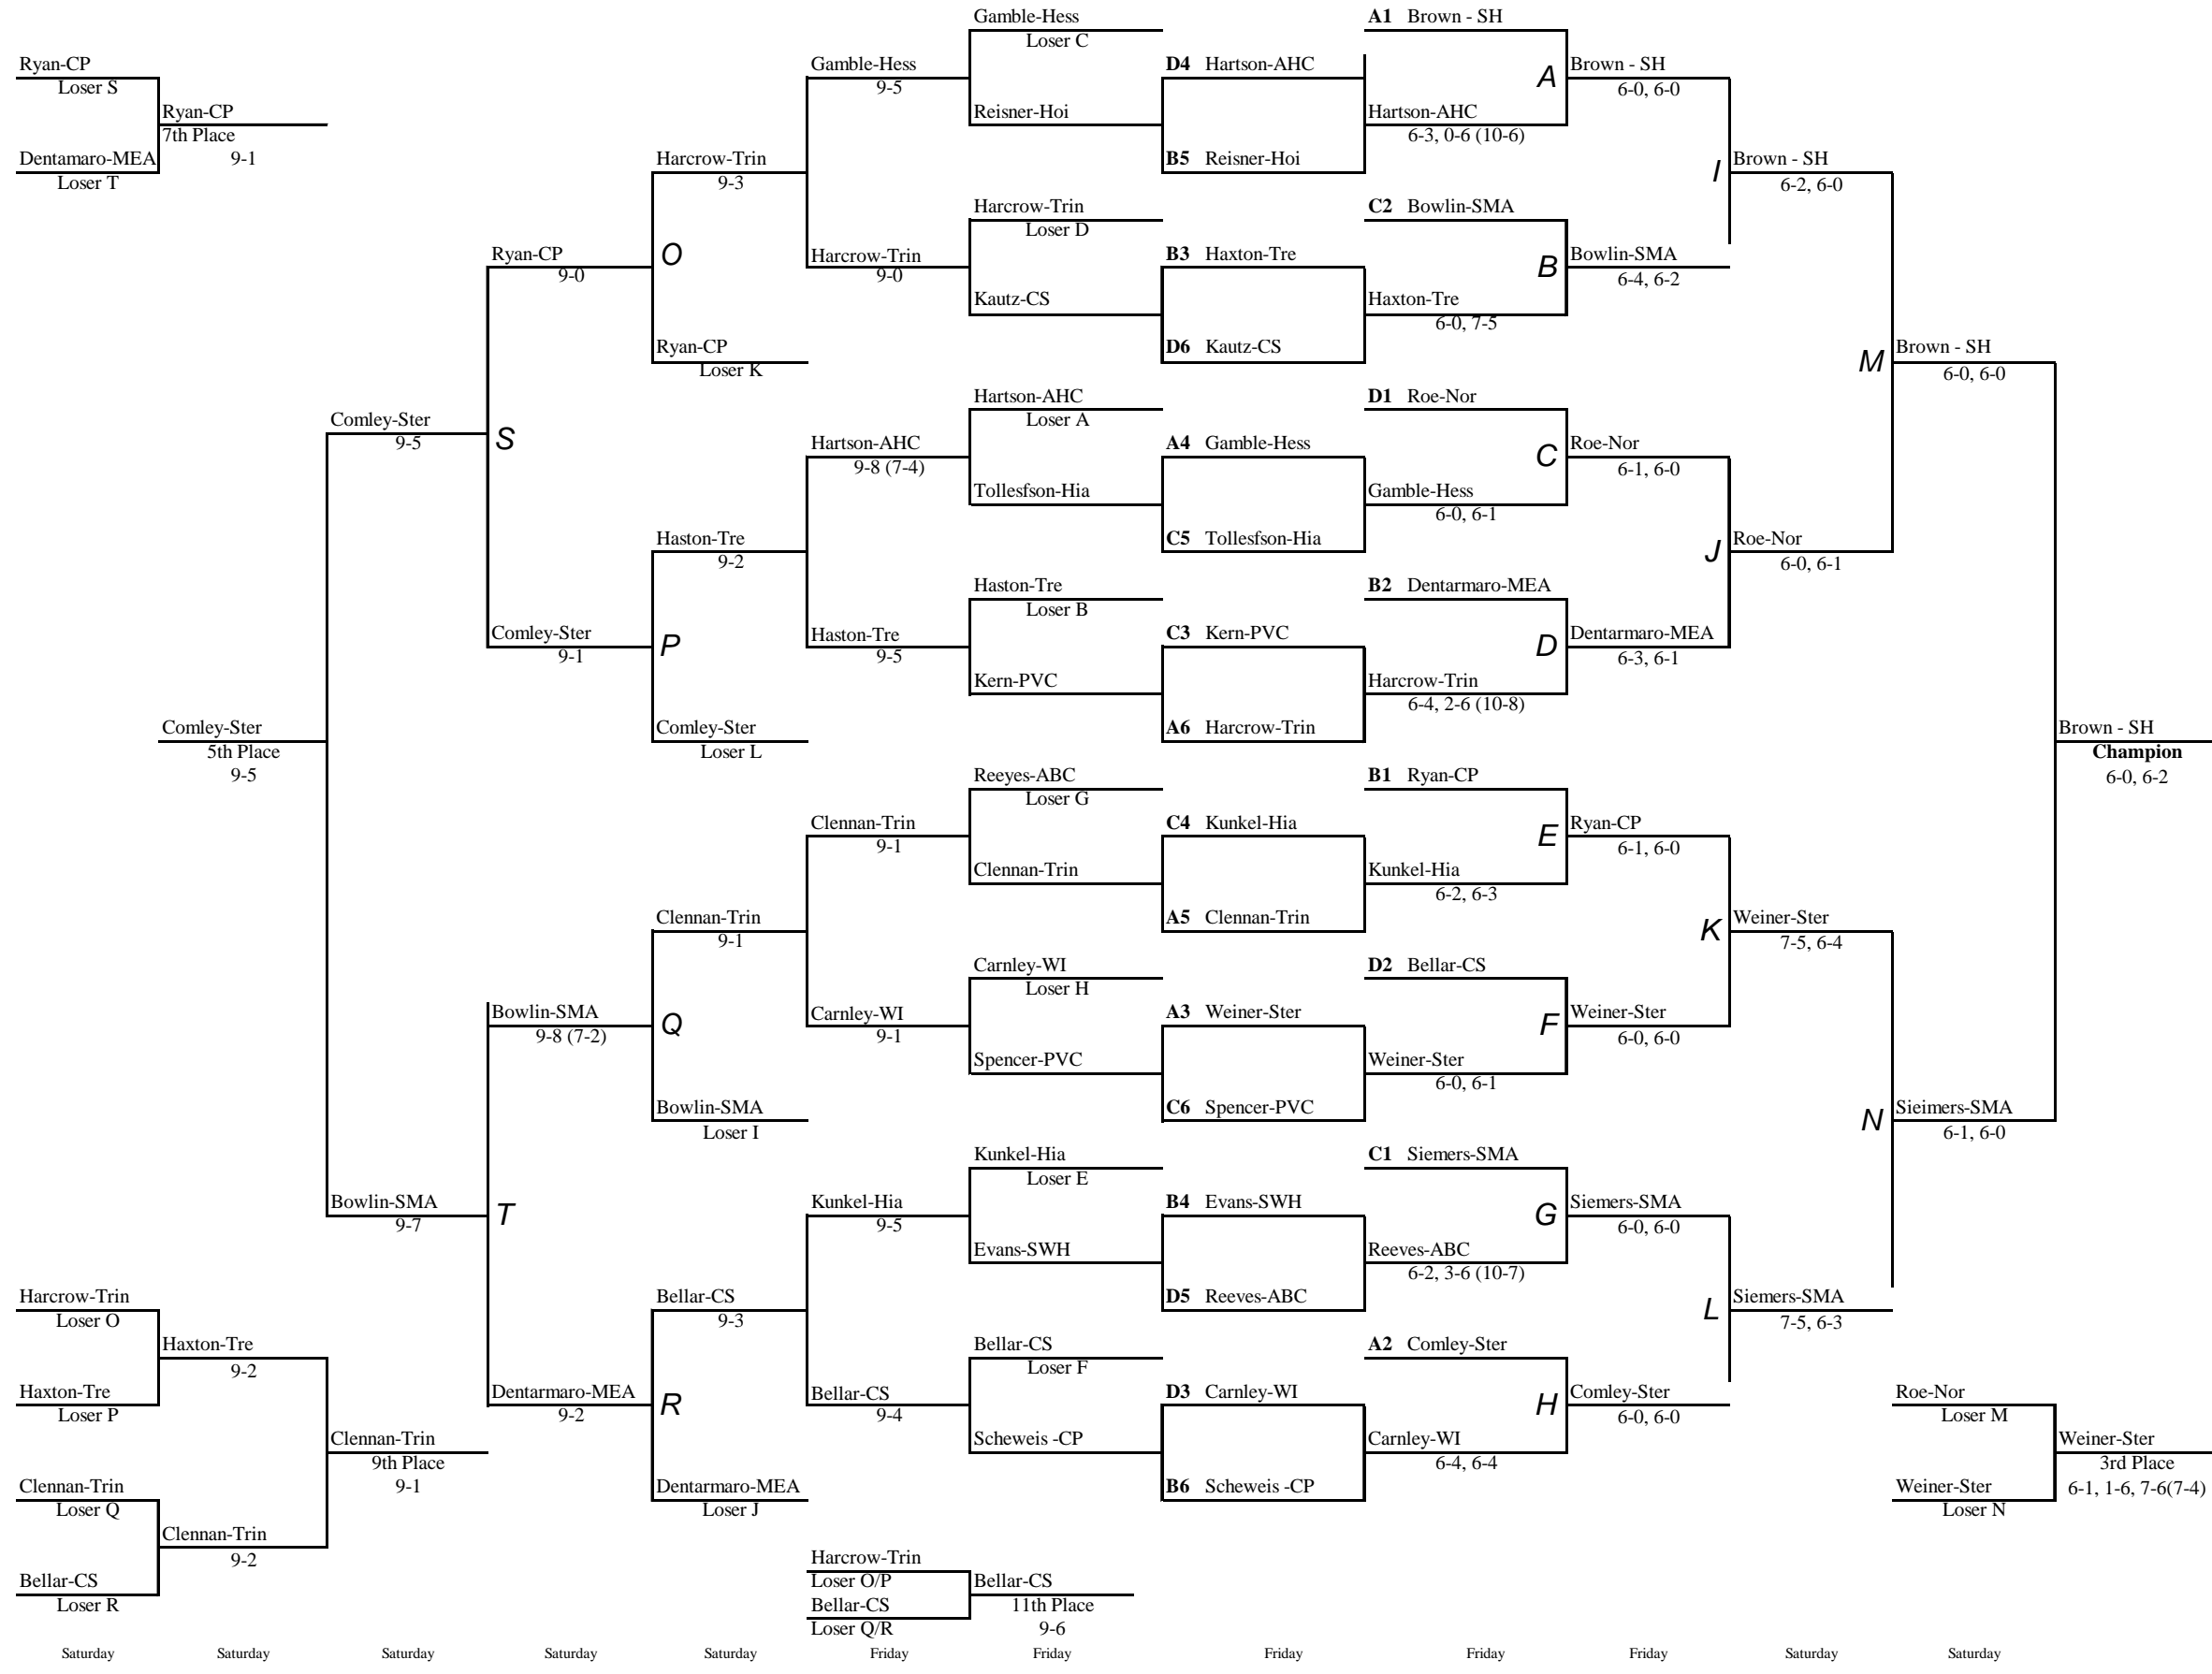 Gamble-Hess
A1 Brown - SH
Loser C
Ryan-CP
Gamble-Hess
D4 Hartson-AHC
A
Brown - SH
Loser S
9-5
6-0, 6-0
Ryan-CP
Reisner-Hoi
Hartson-AHC
7th Place
6-3, 0-6 (10-6)
Dentamaro-MEA
9-1
Harcrow-Trin
B5 Reisner-Hoi
Brown - SH
Loser T
9-3
I
6-2, 6-0
Harcrow-Trin
C2 Bowlin-SMA
Loser D
Ryan-CP
O
Harcrow-Trin
B3 Haxton-Tre
B
Bowlin-SMA
9-0
9-0
6-4, 6-2
Kautz-CS
Haxton-Tre
6-0, 7-5
Ryan-CP
D6 Kautz-CS
M
Brown - SH
Loser K
6-0, 6-0
Hartson-AHC
D1 Roe-Nor
Comley-Ster
Loser A
9-5
S
Hartson-AHC
A4 Gamble-Hess
C
Roe-Nor
9-8 (7-4)
6-1, 6-0
Tollesfson-Hia
Gamble-Hess
6-0, 6-1
Haston-Tre
C5 Tollesfson-Hia
J
Roe-Nor
9-2
6-0, 6-1
Haston-Tre
B2 Dentarmaro-MEA
Loser B
Comley-Ster
P
Haston-Tre
C3 Kern-PVC
D
Dentarmaro-MEA
9-1
9-5
6-3, 6-1
Kern-PVC
Harcrow-Trin
6-4, 2-6 (10-8)
Comley-Ster
Comley-Ster
A6 Harcrow-Trin
Brown - SH
5th Place
Loser L
Champion
9-5
Reeyes-ABC
B1 Ryan-CP
6-0, 6-2
Loser G
Clennan-Trin
C4 Kunkel-Hia
E
Ryan-CP
9-1
6-1, 6-0
Clennan-Trin
Kunkel-Hia
6-2, 6-3
Clennan-Trin
A5 Clennan-Trin
K
Weiner-Ster
9-1
7-5, 6-4
Carnley-WI
D2 Bellar-CS
Loser H
Bowlin-SMA
Q
Carnley-WI
A3 Weiner-Ster
F
Weiner-Ster
9-8 (7-2)
9-1
6-0, 6-0
Spencer-PVC
Weiner-Ster
6-0, 6-1
Bowlin-SMA
C6 Spencer-PVC
N
Sieimers-SMA
Loser I
6-1, 6-0
Kunkel-Hia
C1 Siemers-SMA
Loser E
Bowlin-SMA
T
Kunkel-Hia
B4 Evans-SWH
G
Siemers-SMA
9-7
9-5
6-0, 6-0
Evans-SWH
Reeves-ABC
6-2, 3-6 (10-7)
Harcrow-Trin
Bellar-CS
D5 Reeves-ABC
L
Siemers-SMA
Loser O
9-3
7-5, 6-3
Haxton-Tre
Bellar-CS
A2 Comley-Ster
9-2
Loser F
Haxton-Tre
Dentarmaro-MEA
R
Bellar-CS
D3 Carnley-WI
H
Comley-Ster
Roe-Nor
Loser P
9-2
9-4
6-0, 6-0
Loser M
Clennan-Trin
Scheweis -CP
Carnley-WI
Weiner-Ster
9th Place
6-4, 6-4
3rd Place
Clennan-Trin
9-1
Dentarmaro-MEA
B6 Scheweis -CP
Weiner-Ster
6-1, 1-6, 7-6(7-4)
Loser Q
Loser J
Loser N
Clennan-Trin
9-2
Harcrow-Trin
Bellar-CS
Loser O/P
Bellar-CS
Loser R
Bellar-CS
11th Place
Loser Q/R
9-6
Saturday Saturday Saturday Saturday Saturday Friday Friday Friday Friday Friday Saturday Saturday